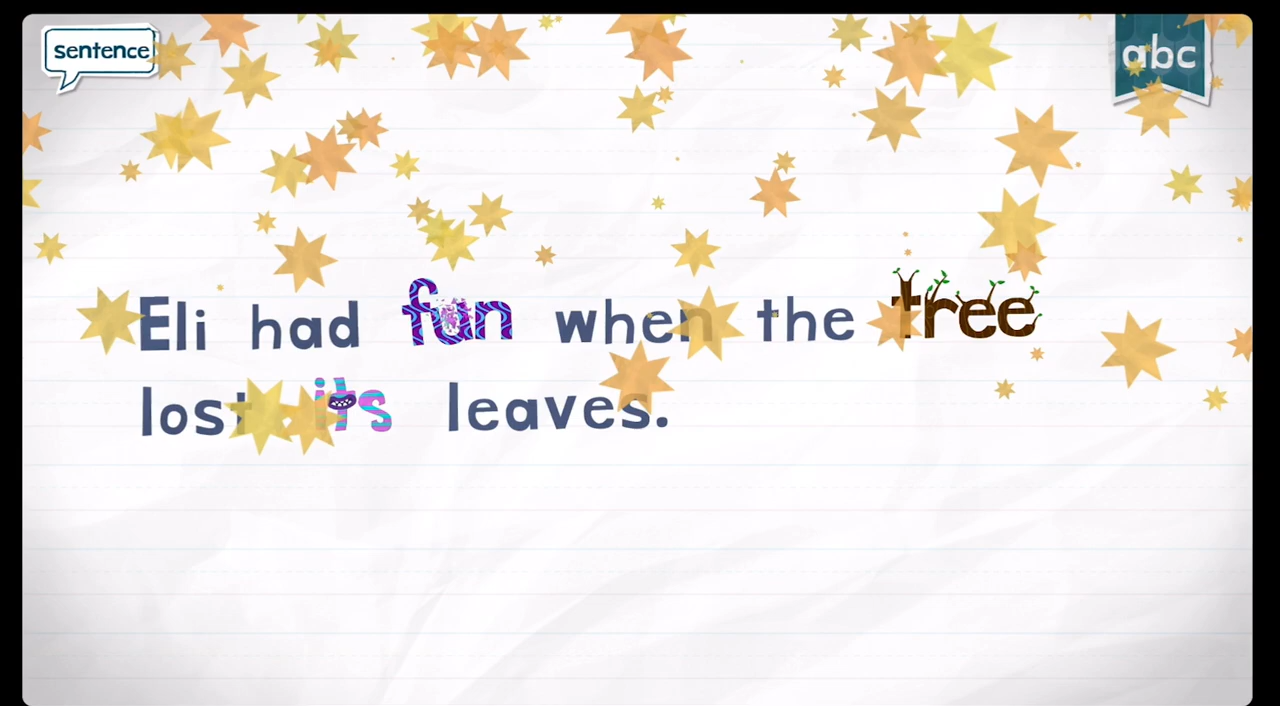 sentence
abc
Eli had fun when the tree
lost its leaves.